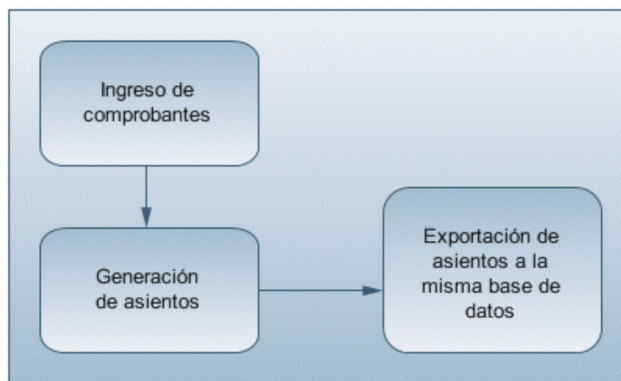 Ingreso de
comprobantes
Generación
de asientos
Exportación de
asientos a la
misma base de
datos